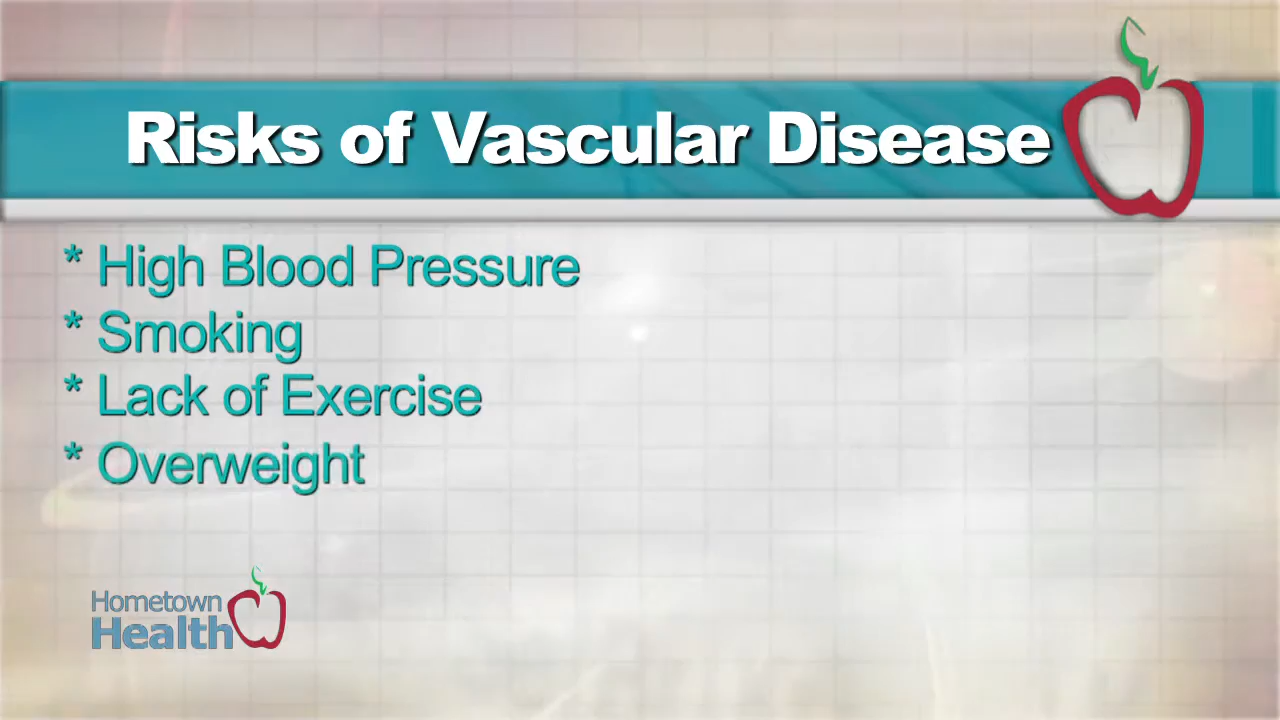 Risks of Vascular Disease
* High Blood Pressure
* Smoking
* Lack of Exercise
* Overweight
Hometown
Health